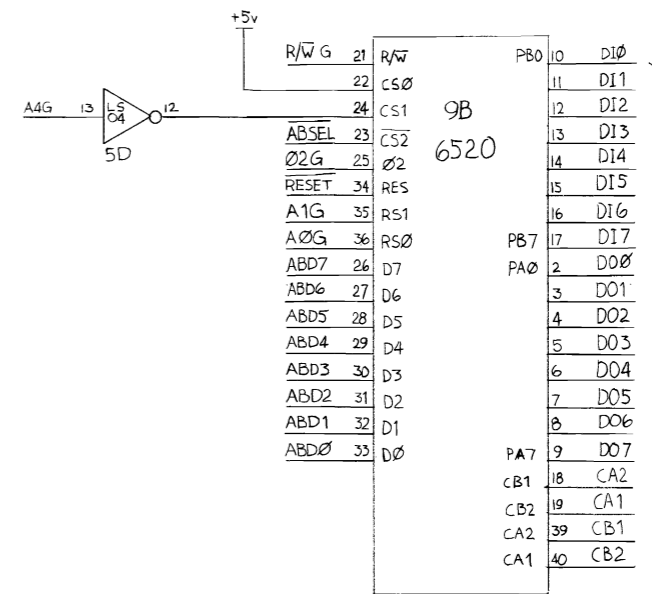 +5v
R/W̅ G 21 R/W̅ PB0 10 DIØ
22 CSØ 11 DI1
A4G 13 LS 04 12 24 CS1 9B 12 DI2
5D A̅B̅S̅E̅L̅ 23 C̅S̅2̅ 6520 13 DI3
Ø2G 25 Ø2 14 DI4
R̅E̅S̅E̅T̅ 34 RES 15 DI5
A1G 35 RS1 16 DI6
AØG 36 RSØ PB7 17 DI7
ABD7 26 D7 PAØ 2 DOØ
ABD6 27 D6 3 DO1
ABD5 28 D5 4 DO2
ABD4 29 D4 5 DO3
ABD3 30 D3 6 DO4
ABD2 31 D2 7 DO5
ABD1 32 D1 8 DO6
ABDØ 33 DØ PA7 9 DO7
CB1 18 CA2
CB2 19 CA1
CA2 39 CB1
CA1 40 CB2